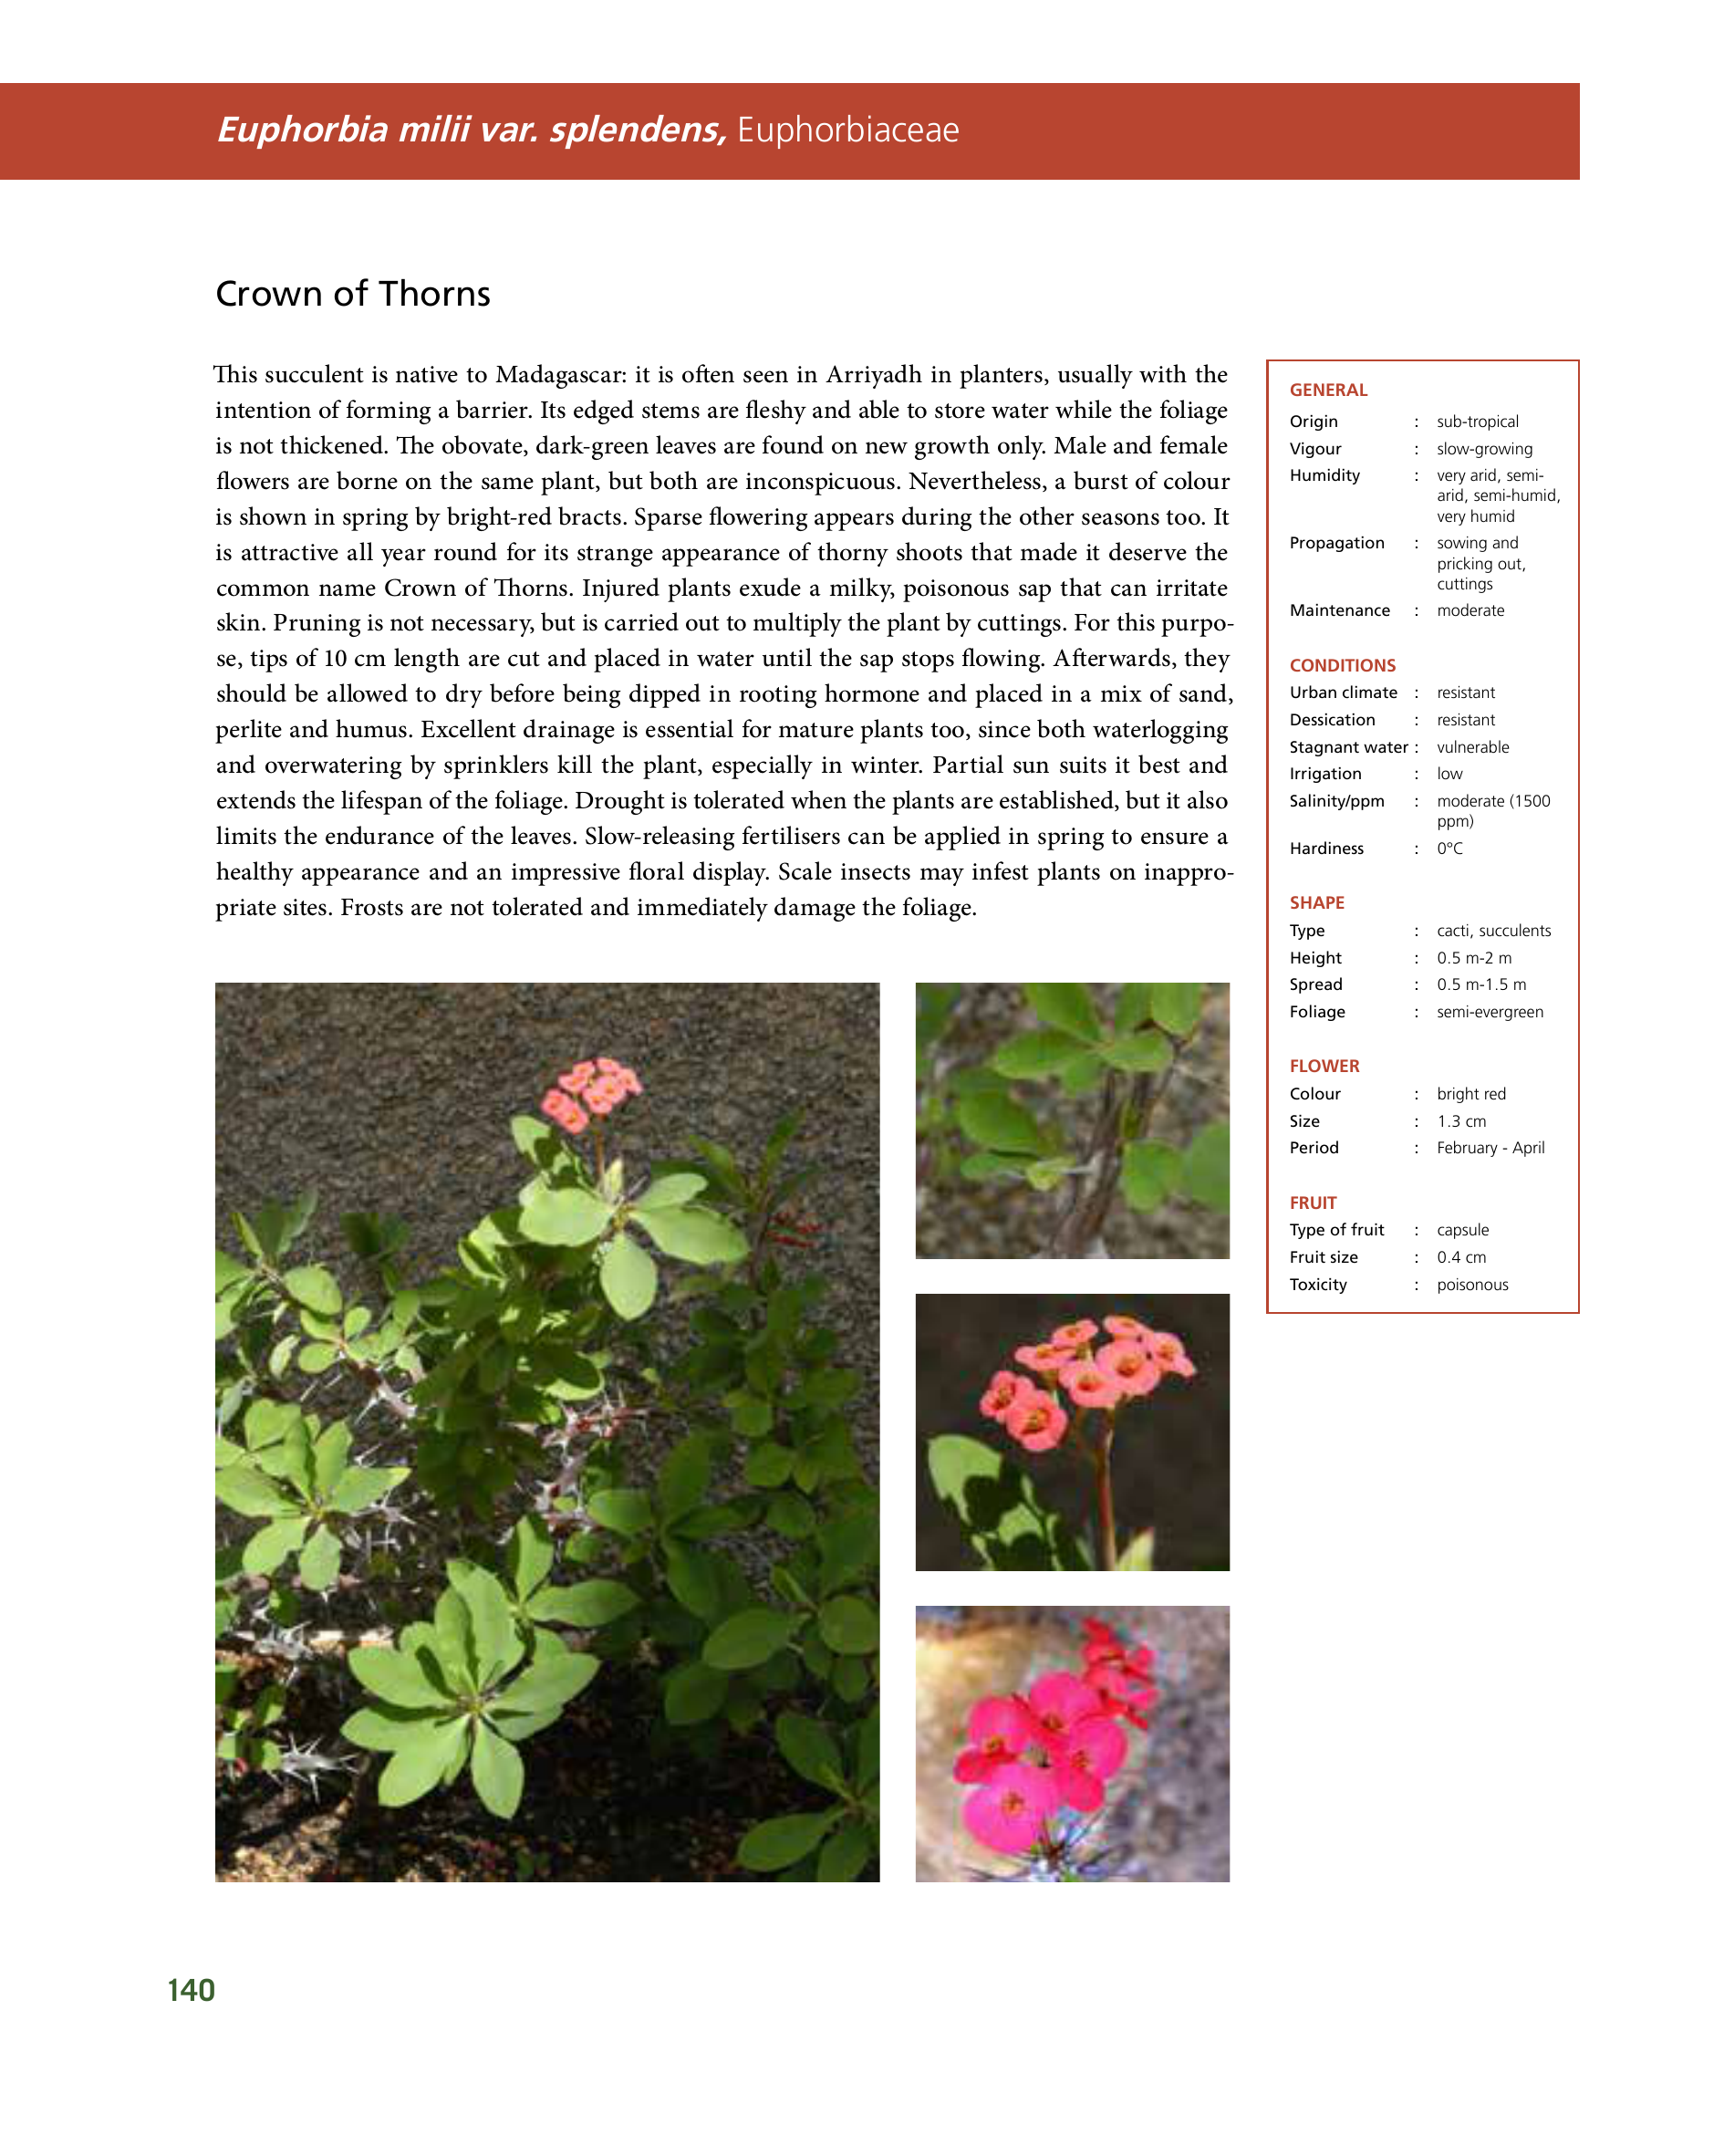 Euphorbia milii var. splendens, Euphorbiaceae
Crown of Thorns
This succulent is native to Madagascar: it is often seen in Arriyadh in planters, usually with the
intention of forming a barrier. Its edged stems are fleshy and able to store water while the foliage
is not thickened. The obovate, dark-green leaves are found on new growth only. Male and female
flowers are borne on the same plant, but both are inconspicuous. Nevertheless, a burst of colour
is shown in spring by bright-red bracts. Sparse flowering appears during the other seasons too. It
is attractive all year round for its strange appearance of thorny shoots that made it deserve the
common name Crown of Thorns. Injured plants exude a milky, poisonous sap that can irritate
skin. Pruning is not necessary, but is carried out to multiply the plant by cuttings. For this purpo-
se, tips of 10 cm length are cut and placed in water until the sap stops flowing. Afterwards, they
should be allowed to dry before being dipped in rooting hormone and placed in a mix of sand,
perlite and humus. Excellent drainage is essential for mature plants too, since both waterlogging
and overwatering by sprinklers kill the plant, especially in winter. Partial sun suits it best and
extends the lifespan of the foliage. Drought is tolerated when the plants are established, but it also
limits the endurance of the leaves. Slow-releasing fertilisers can be applied in spring to ensure a
healthy appearance and an impressive floral display. Scale insects may infest plants on inappro-
priate sites. Frosts are not tolerated and immediately damage the foliage.
GENERAL
Origin : sub-tropical
Vigour : slow-growing
Humidity : very arid, semi-
arid, semi-humid,
very humid
Propagation : sowing and
pricking out,
cuttings
Maintenance : moderate
CONDITIONS
Urban climate : resistant
Dessication : resistant
Stagnant water : vulnerable
Irrigation : low
Salinity/ppm : moderate (1500
ppm)
Hardiness : 0°C
SHAPE
Type : cacti, succulents
Height : 0.5 m-2 m
Spread : 0.5 m-1.5 m
Foliage : semi-evergreen
FLOWER
Colour : bright red
Size : 1.3 cm
Period : February - April
FRUIT
Type of fruit : capsule
Fruit size : 0.4 cm
Toxicity : poisonous
140